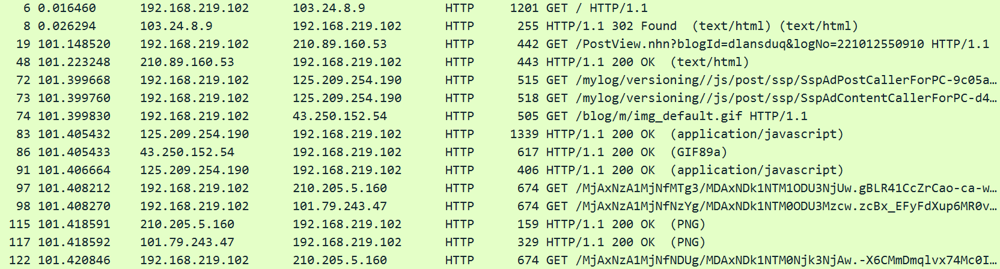 6 0.016460 192.168.219.102 103.24.8.9 HTTP 1201 GET / HTTP/1.1
8 0.026294 103.24.8.9 192.168.219.102 HTTP 255 HTTP/1.1 302 Found (text/html) (text/html)
19 101.148520 192.168.219.102 210.89.160.53 HTTP 442 GET /PostView.nhn?blogId=dlansduq&logNo=221012550910 HTTP/1.1
48 101.223248 210.89.160.53 192.168.219.102 HTTP 443 HTTP/1.1 200 OK (text/html)
72 101.399668 192.168.219.102 125.209.254.190 HTTP 515 GET /mylog/versioning//js/post/ssp/SspAdPostCallerForPC-9c05a…
73 101.399760 192.168.219.102 125.209.254.190 HTTP 518 GET /mylog/versioning//js/post/ssp/SspAdContentCallerForPC-d4…
74 101.399830 192.168.219.102 43.250.152.54 HTTP 505 GET /blog/m/img_default.gif HTTP/1.1
83 101.405432 125.209.254.190 192.168.219.102 HTTP 1339 HTTP/1.1 200 OK (application/javascript)
86 101.405433 43.250.152.54 192.168.219.102 HTTP 617 HTTP/1.1 200 OK (GIF89a)
91 101.406664 125.209.254.190 192.168.219.102 HTTP 406 HTTP/1.1 200 OK (application/javascript)
97 101.408212 192.168.219.102 210.205.5.160 HTTP 674 GET /MjAxNzA1MjNfMTg3/MDAxNDk1NTM1ODU3NjUw.gBLR41CcZrCao-ca-w…
98 101.408270 192.168.219.102 101.79.243.47 HTTP 674 GET /MjAxNzA1MjNfNzYg/MDAxNDk1NTM0ODU3Mzcw.zcBx_EFyFdXup6MR0v…
115 101.418591 210.205.5.160 192.168.219.102 HTTP 159 HTTP/1.1 200 OK (PNG)
117 101.418592 101.79.243.47 192.168.219.102 HTTP 329 HTTP/1.1 200 OK (PNG)
122 101.420846 192.168.219.102 210.205.5.160 HTTP 674 GET /MjAxNzA1MjNfNDUg/MDAxNDk1NTM0Njk3NjAw.-X6CMmDmqlvx74Mc0I…